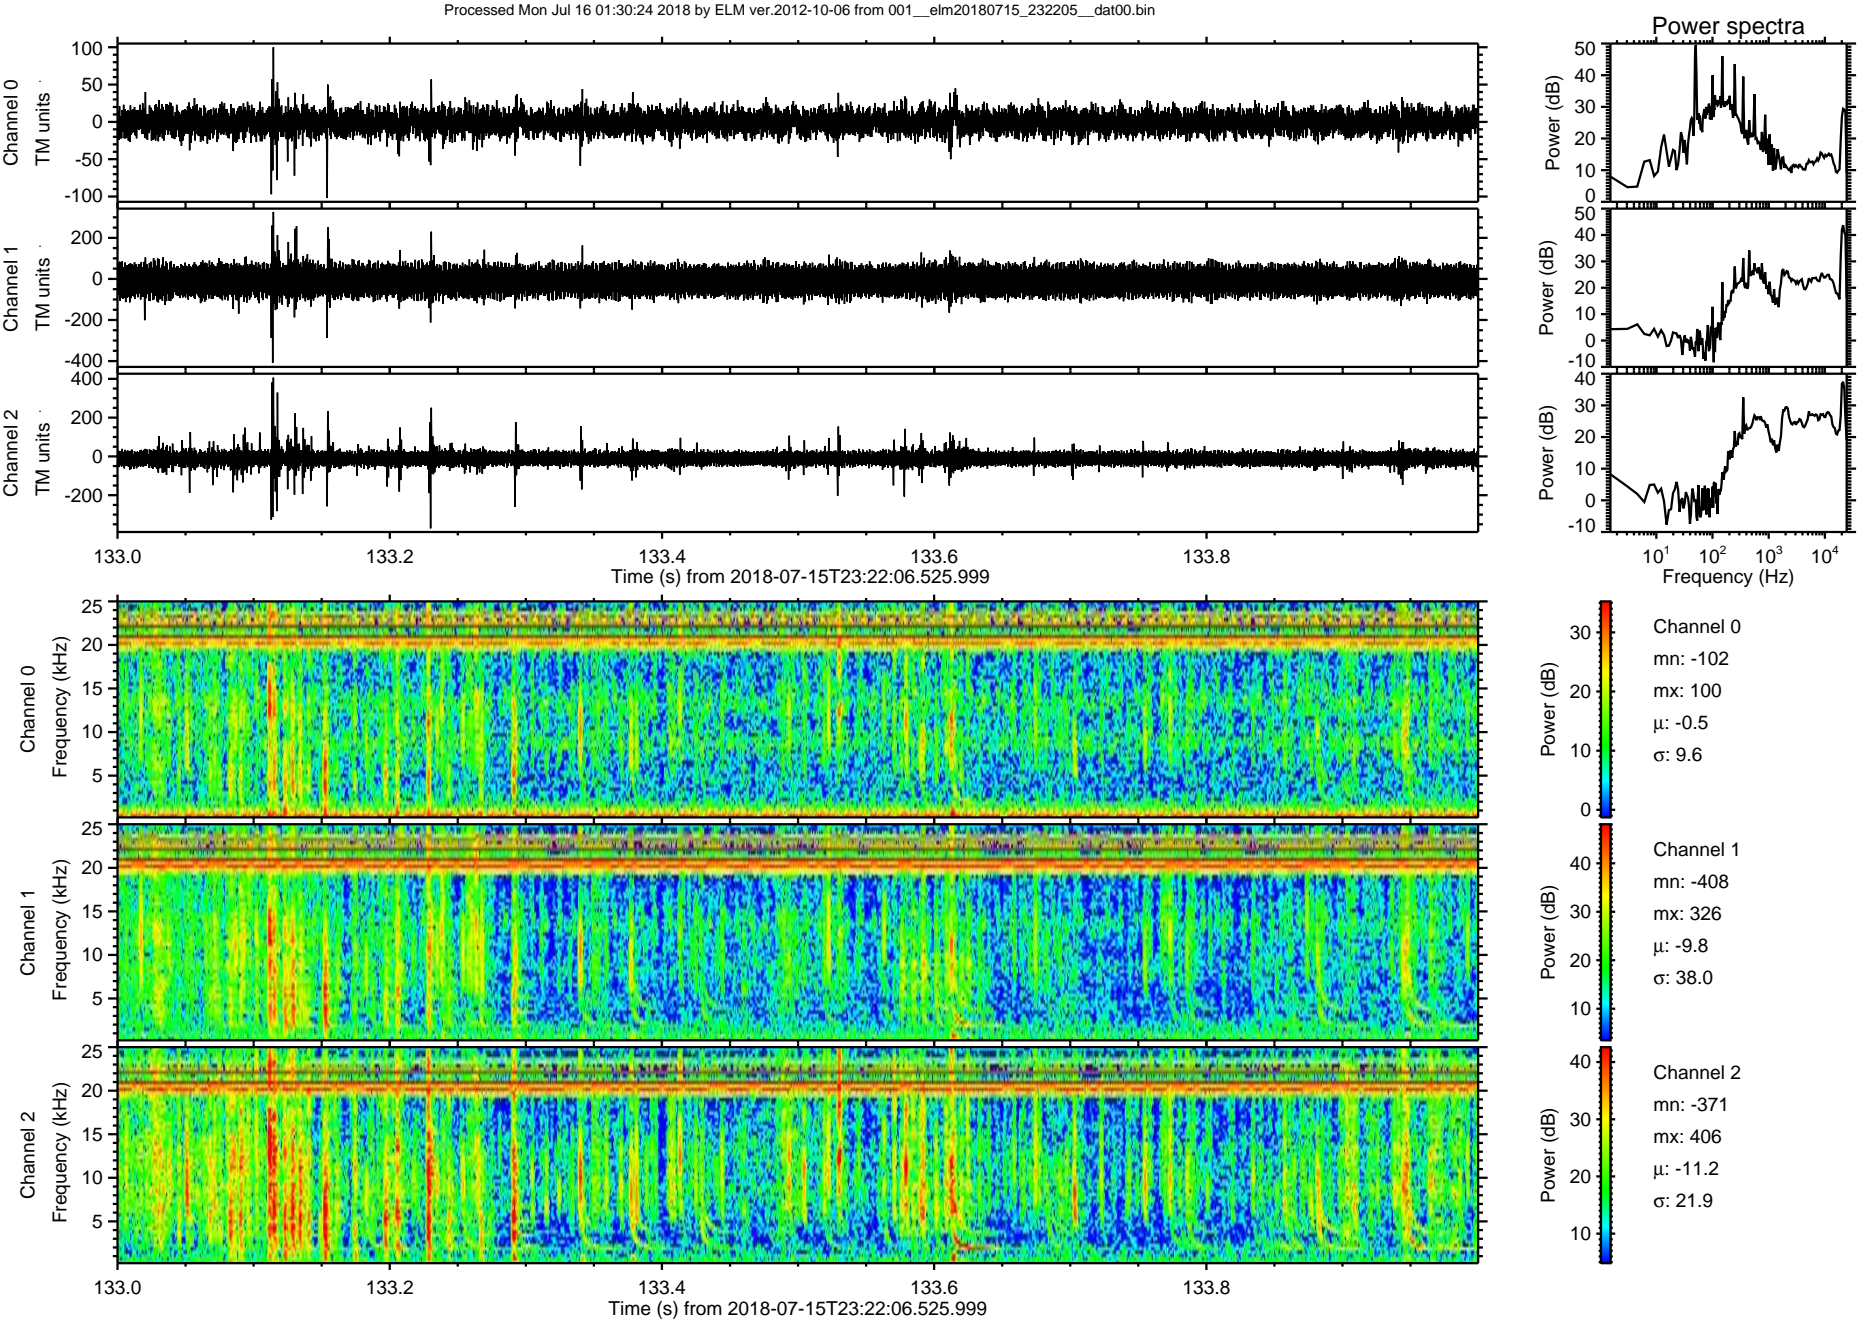 Processed Mon Jul 16 01:30:24 2018 by ELM ver.2012-10-06 from 001__elm20180715_232205__dat00.bin
Power spectra
Channel 0
TM units
100
50
0
-50
-100
Power (dB)
50
40
30
20
10
0
Channel 1
TM units
200
0
-200
-400
Power (dB)
50
40
30
20
10
0
-10
Channel 2
TM units
400
200
0
-200
Power (dB)
40
30
20
10
0
-10
133.0 133.2 133.4 133.6 133.8
Time (s) from 2018-07-15T23:22:06.525.999
10^1 10^2 10^3 10^4
Frequency (Hz)
Channel 0
Frequency (kHz)
25
20
15
10
5
Power (dB)
30
20
10
0
Channel 0
mn: -102
mx: 100
μ: -0.5
σ: 9.6
Channel 1
Frequency (kHz)
25
20
15
10
5
Power (dB)
40
30
20
10
Channel 1
mn: -408
mx: 326
μ: -9.8
σ: 38.0
Channel 2
Frequency (kHz)
25
20
15
10
5
Power (dB)
40
30
20
10
Channel 2
mn: -371
mx: 406
μ: -11.2
σ: 21.9
133.0 133.2 133.4 133.6 133.8
Time (s) from 2018-07-15T23:22:06.525.999